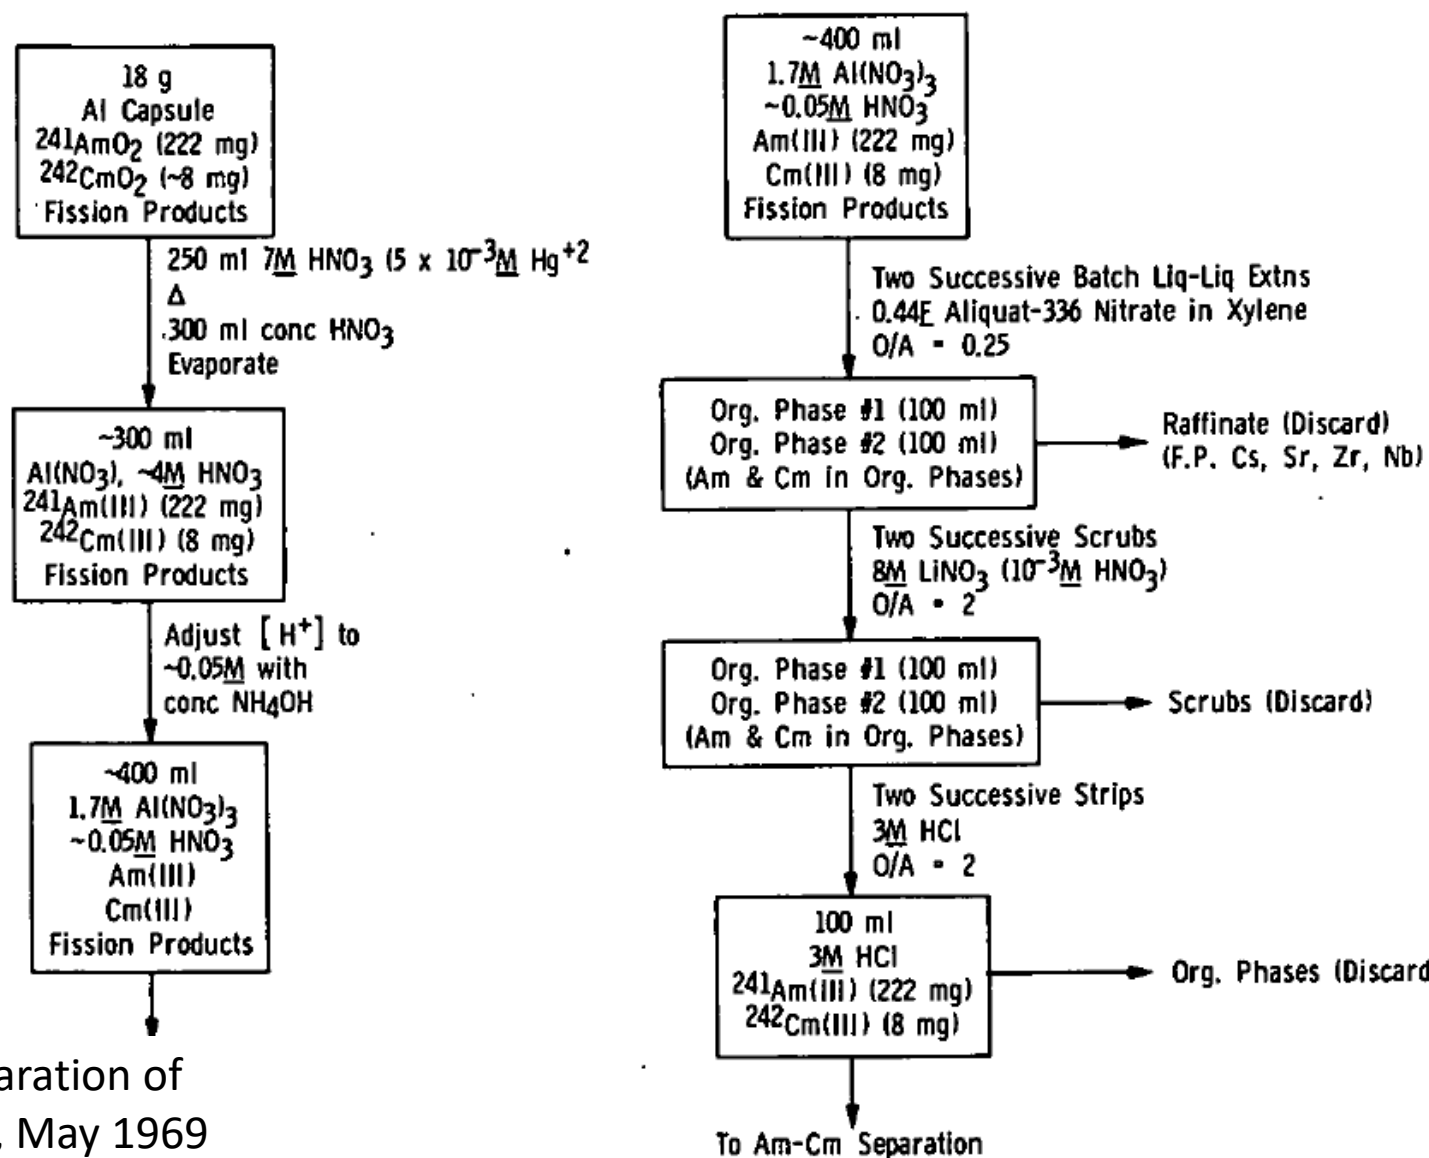 18 g
Al Capsule
241AmO2 (222 mg)
242CmO2 (~8 mg)
Fission Products
250 ml 7M HNO3 (5 x 10-3M Hg+2
Δ
300 ml conc HNO3
Evaporate
~300 ml
Al(NO3), ~4M HNO3
241Am(III) (222 mg)
242Cm(III) (8 mg)
Fission Products
Adjust [H+] to
~0.05M with
conc NH4OH
~400 ml
1.7M Al(NO3)3
~0.05M HNO3
Am(III)
Cm(III)
Fission Products
aration of
, May 1969
~400 ml
1.7M Al(NO3)3
~0.05M HNO3
Am(III) (222 mg)
Cm(III) (8 mg)
Fission Products
Two Successive Batch Liq-Liq Extns
0.44F Aliquat-336 Nitrate in Xylene
O/A = 0.25
Org. Phase #1 (100 ml)
Org. Phase #2 (100 ml)
(Am & Cm in Org. Phases)
Raffinate (Discard)
(F.P. Cs, Sr, Zr, Nb)
Two Successive Scrubs
8M LiNO3 (10-3M HNO3)
O/A = 2
Org. Phase #1 (100 ml)
Org. Phase #2 (100 ml)
(Am & Cm in Org. Phases)
Scrubs (Discard)
Two Successive Strips
3M HCl
O/A = 2
100 ml
3M HCl
241Am(III) (222 mg)
242Cm(III) (8 mg)
Org. Phases (Discard
To Am-Cm Separation